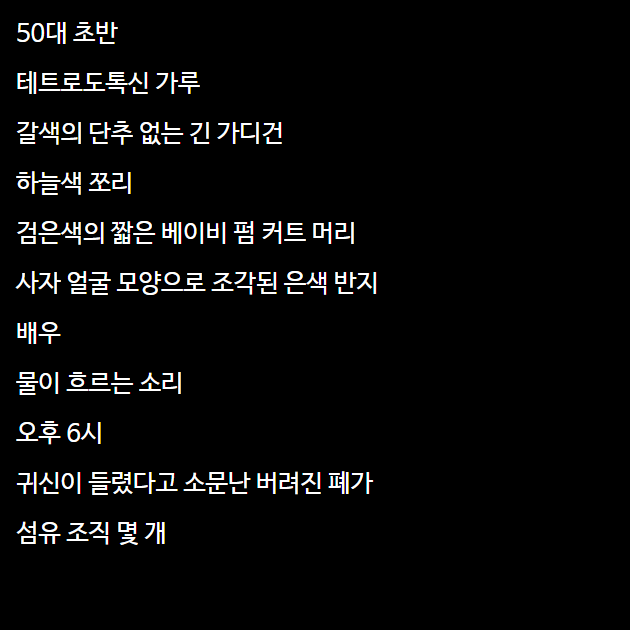 50대 초반
테트로도톡신 가루
갈색의 단추 없는 긴 가디건
하늘색 쪼리
검은색의 짧은 베이비 펌 커트 머리
사자 얼굴 모양으로 조각된 은색 반지
배우
물이 흐르는 소리
오후 6시
귀신이 들렸다고 소문난 버려진 폐가
섬유 조직 몇 개